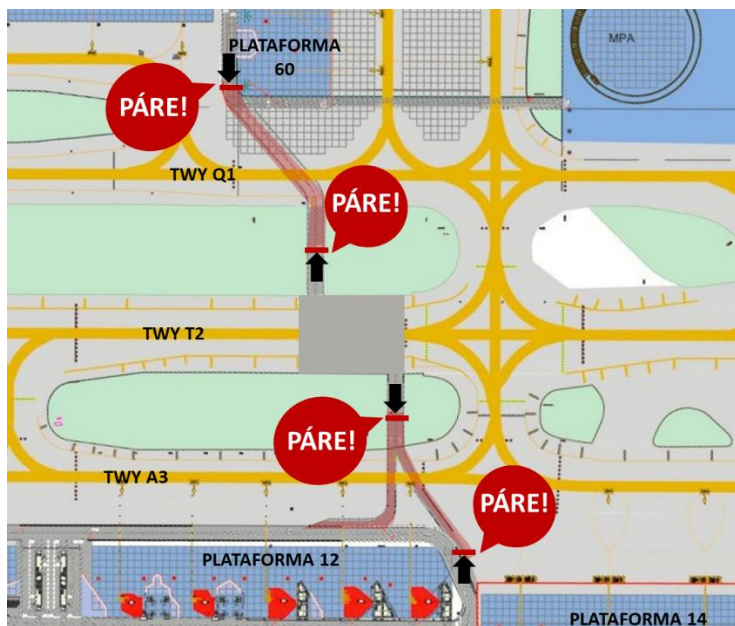 PLATAFORMA
60
MPA
PÁRE!
TWY Q1
PÁRE!
TWY T2
PÁRE!
TWY A3
PÁRE!
PLATAFORMA 12
PLATAFORMA 14